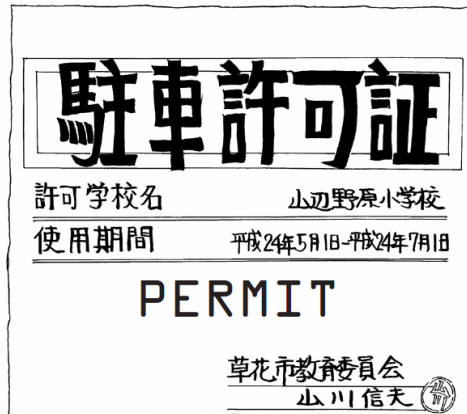 駐車許可証
許可学校名 山辺野原小学校
使用期間 平成24年5月1日-平成24年7月1日
PERMIT
草花市教育委員会
山川信夫